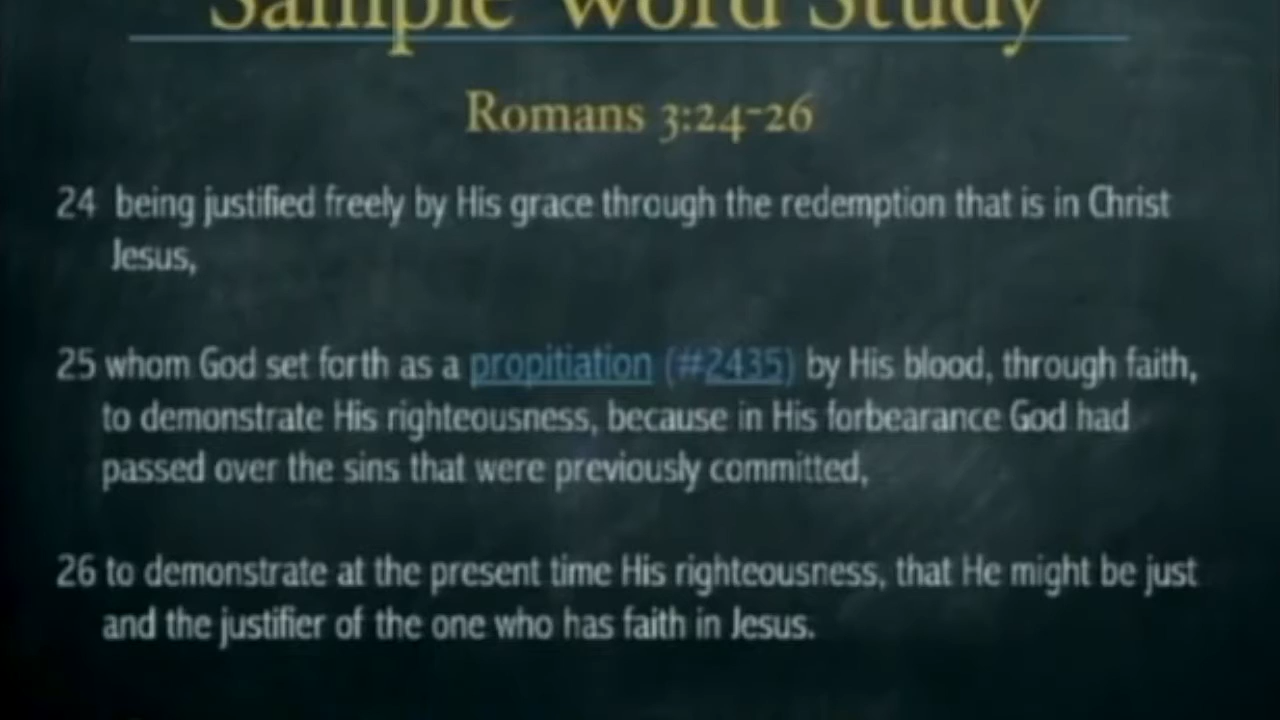 Sample Word Study
Romans 3:24-26
24 being justified freely by His grace through the redemption that is in Christ
Jesus,
25 whom God set forth as a propitiation (#2435) by His blood, through faith,
to demonstrate His righteousness, because in His forbearance God had
passed over the sins that were previously committed,
26 to demonstrate at the present time His righteousness, that He might be just
and the justifier of the one who has faith in Jesus.